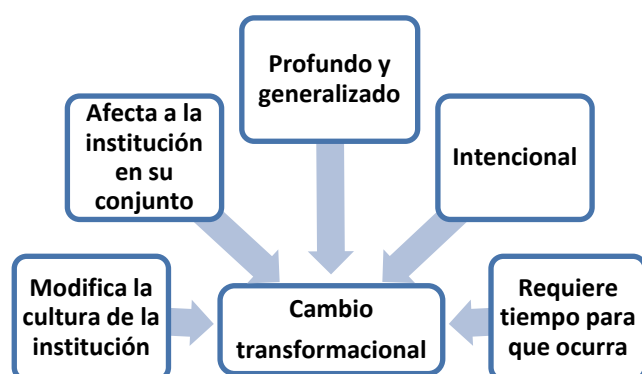 Profundo y
generalizado
Afecta a la
institución
en su
conjunto
Intencional
Modifica la
cultura de la
institución
Cambio
transformacional
Requiere
tiempo para
que ocurra